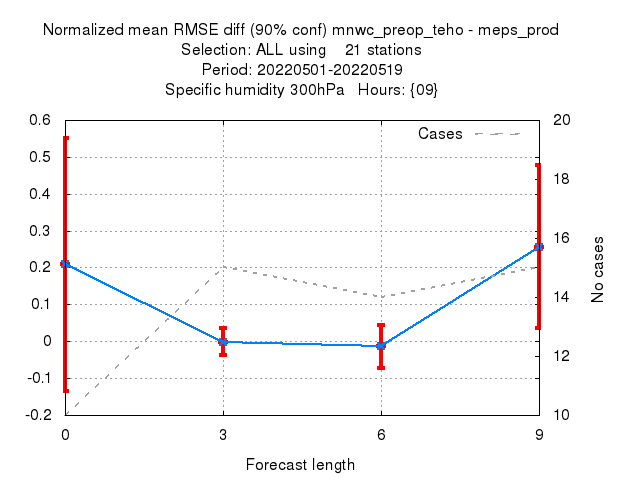 Normalized mean RMSE diff (90% conf) mnwc_preop_teho - meps_prod
Selection: ALL using    21 stations
Period: 20220501-20220519
Specific humidity 300hPa   Hours: {09}
Cases
0.6
0.5
0.4
0.3
0.2
0.1
0
-0.1
-0.2
20
18
16
14
12
10
No cases
0 3 6 9
Forecast length